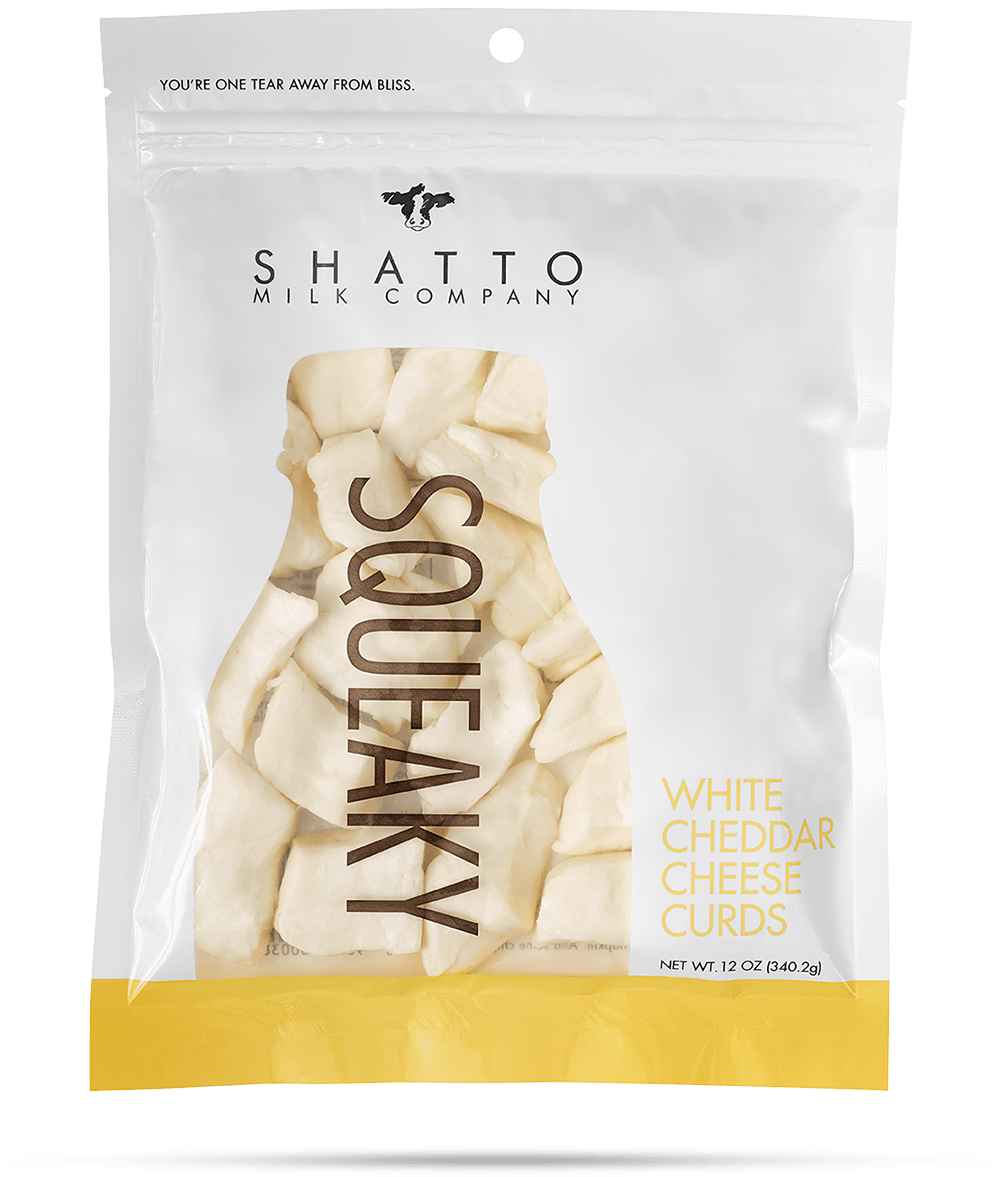 YOU'RE ONE TEAR AWAY FROM BLISS.
SHATTO
MILK COMPANY
SQUEAKY
WHITE
CHEDDAR
CHEESE
CURDS
NET WT. 12 OZ (340.2g)